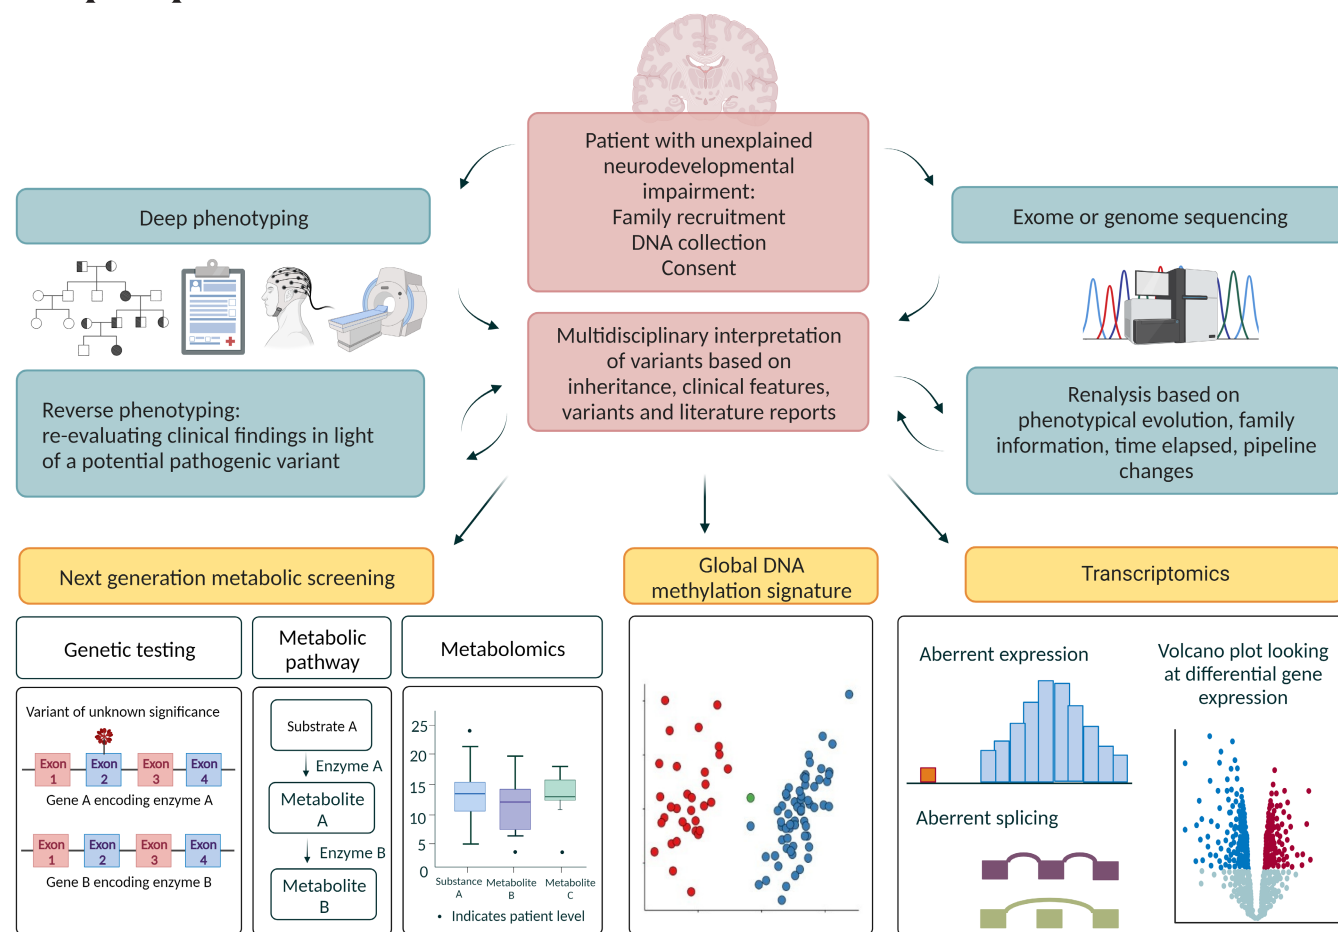 Patient with unexplained
neurodevelopmental
impairment:
Family recruitment
DNA collection
Consent
Deep phenotyping
Exome or genome sequencing
Multidisciplinary interpretation
of variants based on
inheritance, clinical features,
variants and literature reports
Reverse phenotyping:
re-evaluating clinical findings in light
of a potential pathogenic variant
Renalysis based on
phenotypical evolution, family
information, time elapsed, pipeline
changes
Next generation metabolic screening
Global DNA
methylation signature
Transcriptomics
Genetic testing
Metabolic
pathway
Metabolomics
Variant of unknown significance
Exon
1
Exon
2
Exon
3
Exon
4
Gene A encoding enzyme A
Exon
1
Exon
2
Exon
3
Exon
4
Gene B encoding enzyme B
Substrate A
Enzyme A
Metabolite
A
Enzyme B
Metabolite
B
25
20
15
10
5
0
Substance
A
Metabolite
B
Metabolite
C
• Indicates patient level
Aberrent expression
Volcano plot looking
at differential gene
expression
Aberrant splicing